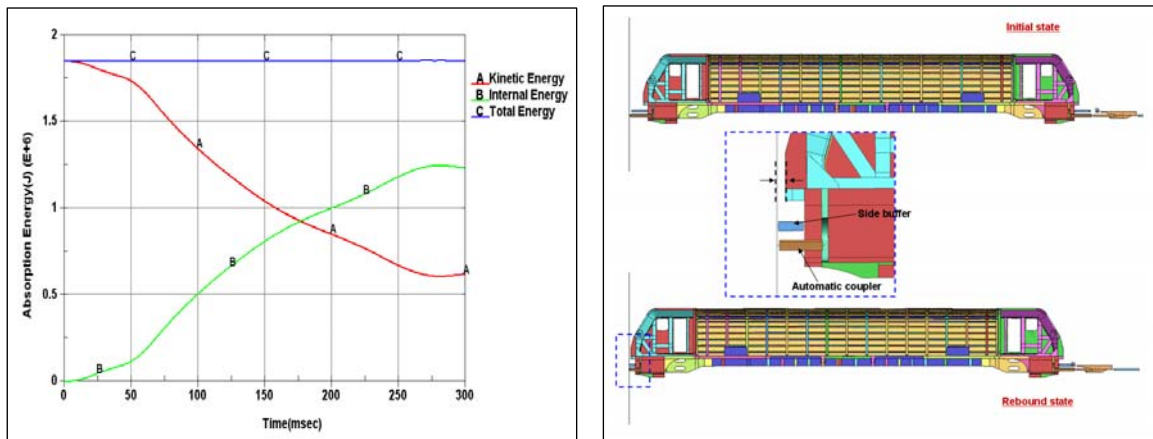 2
1.5
1
0.5
0
Absorption Energy(J) (E+6)
0
50
100
150
200
250
300
Time(msec)
A Kinetic Energy
B Internal Energy
C Total Energy
C
C
C
A
A
A
B
B
B
Initial state
Side buffer
Automatic coupler
Rebound state